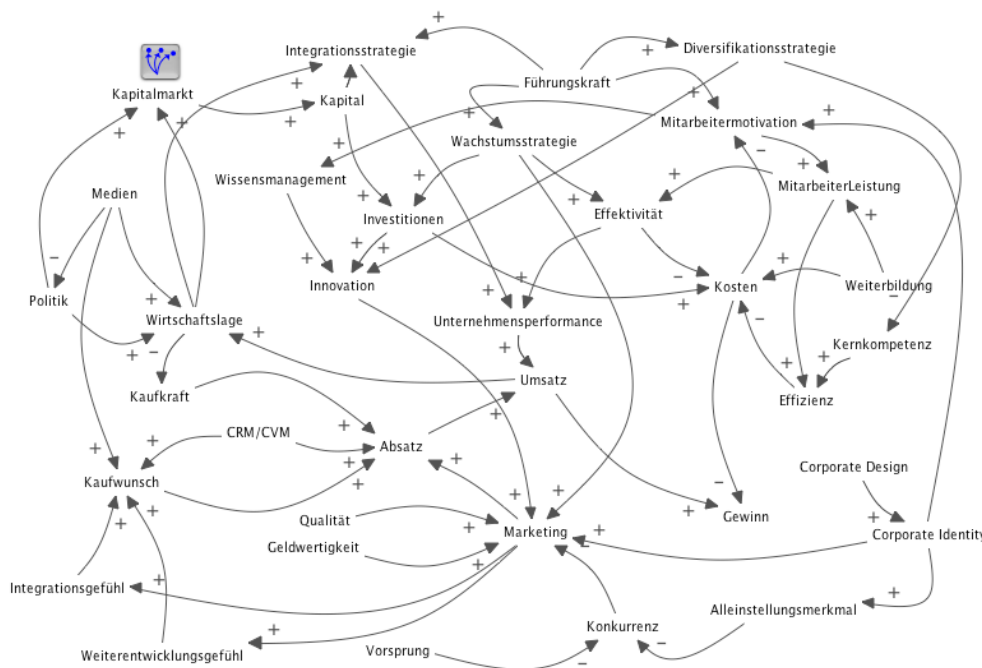 Integrationsstrategie
Diversifikationsstrategie
Führungskraft
Kapitalmarkt
Kapital
Mitarbeitermotivation
Wachstumsstrategie
Wissensmanagement
MitarbeiterLeistung
Medien
Investitionen
Effektivität
Innovation
Kosten
Weiterbildung
Politik
Wirtschaftslage
Unternehmensperformance
Kernkompetenz
Kaufkraft
Umsatz
Effizienz
CRM/CVM
Absatz
Corporate Design
Kaufwunsch
Qualität
Marketing
Gewinn
Corporate Identity
Geldwertigkeit
Integrationsgefühl
Alleinstellungsmerkmal
Konkurrenz
Weiterentwicklungsgefühl
Vorsprung